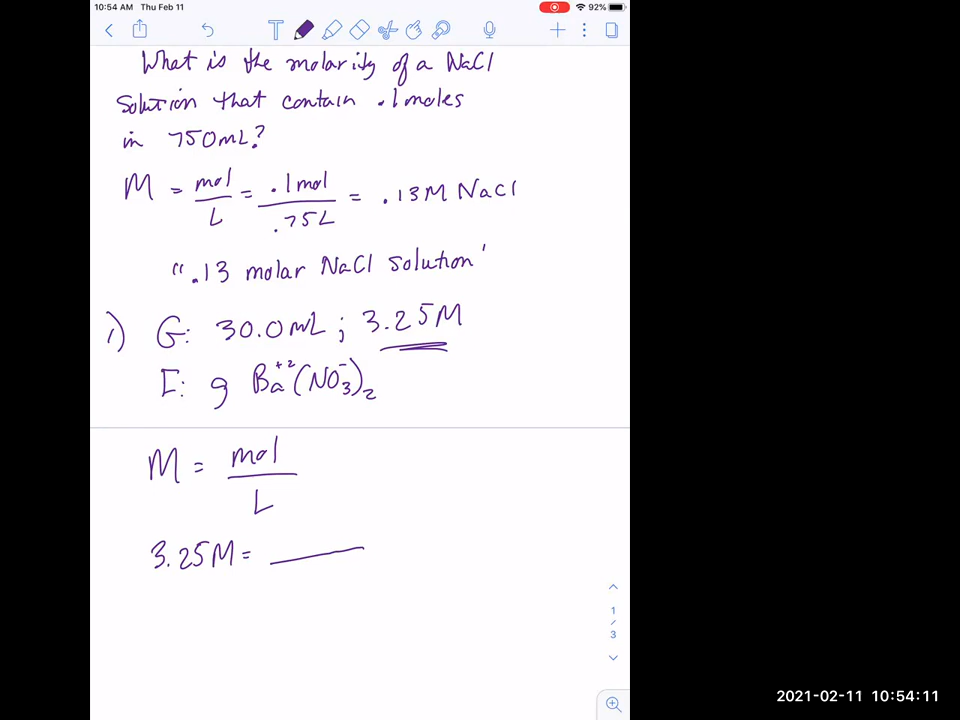 10:54 AM Thu Feb 11
92%
What is the molarity of a NaCl
solution that contain .1 moles
in 750mL?
M = mol/L = .1mol/.75L = .13M NaCl
".13 molar NaCl solution"
1) G: 30.0mL ; 3.25M
F: g Ba⁺²(NO₃⁻)₂
M = mol/L
3.25M =
1
/
3
2021-02-11 10:54:11